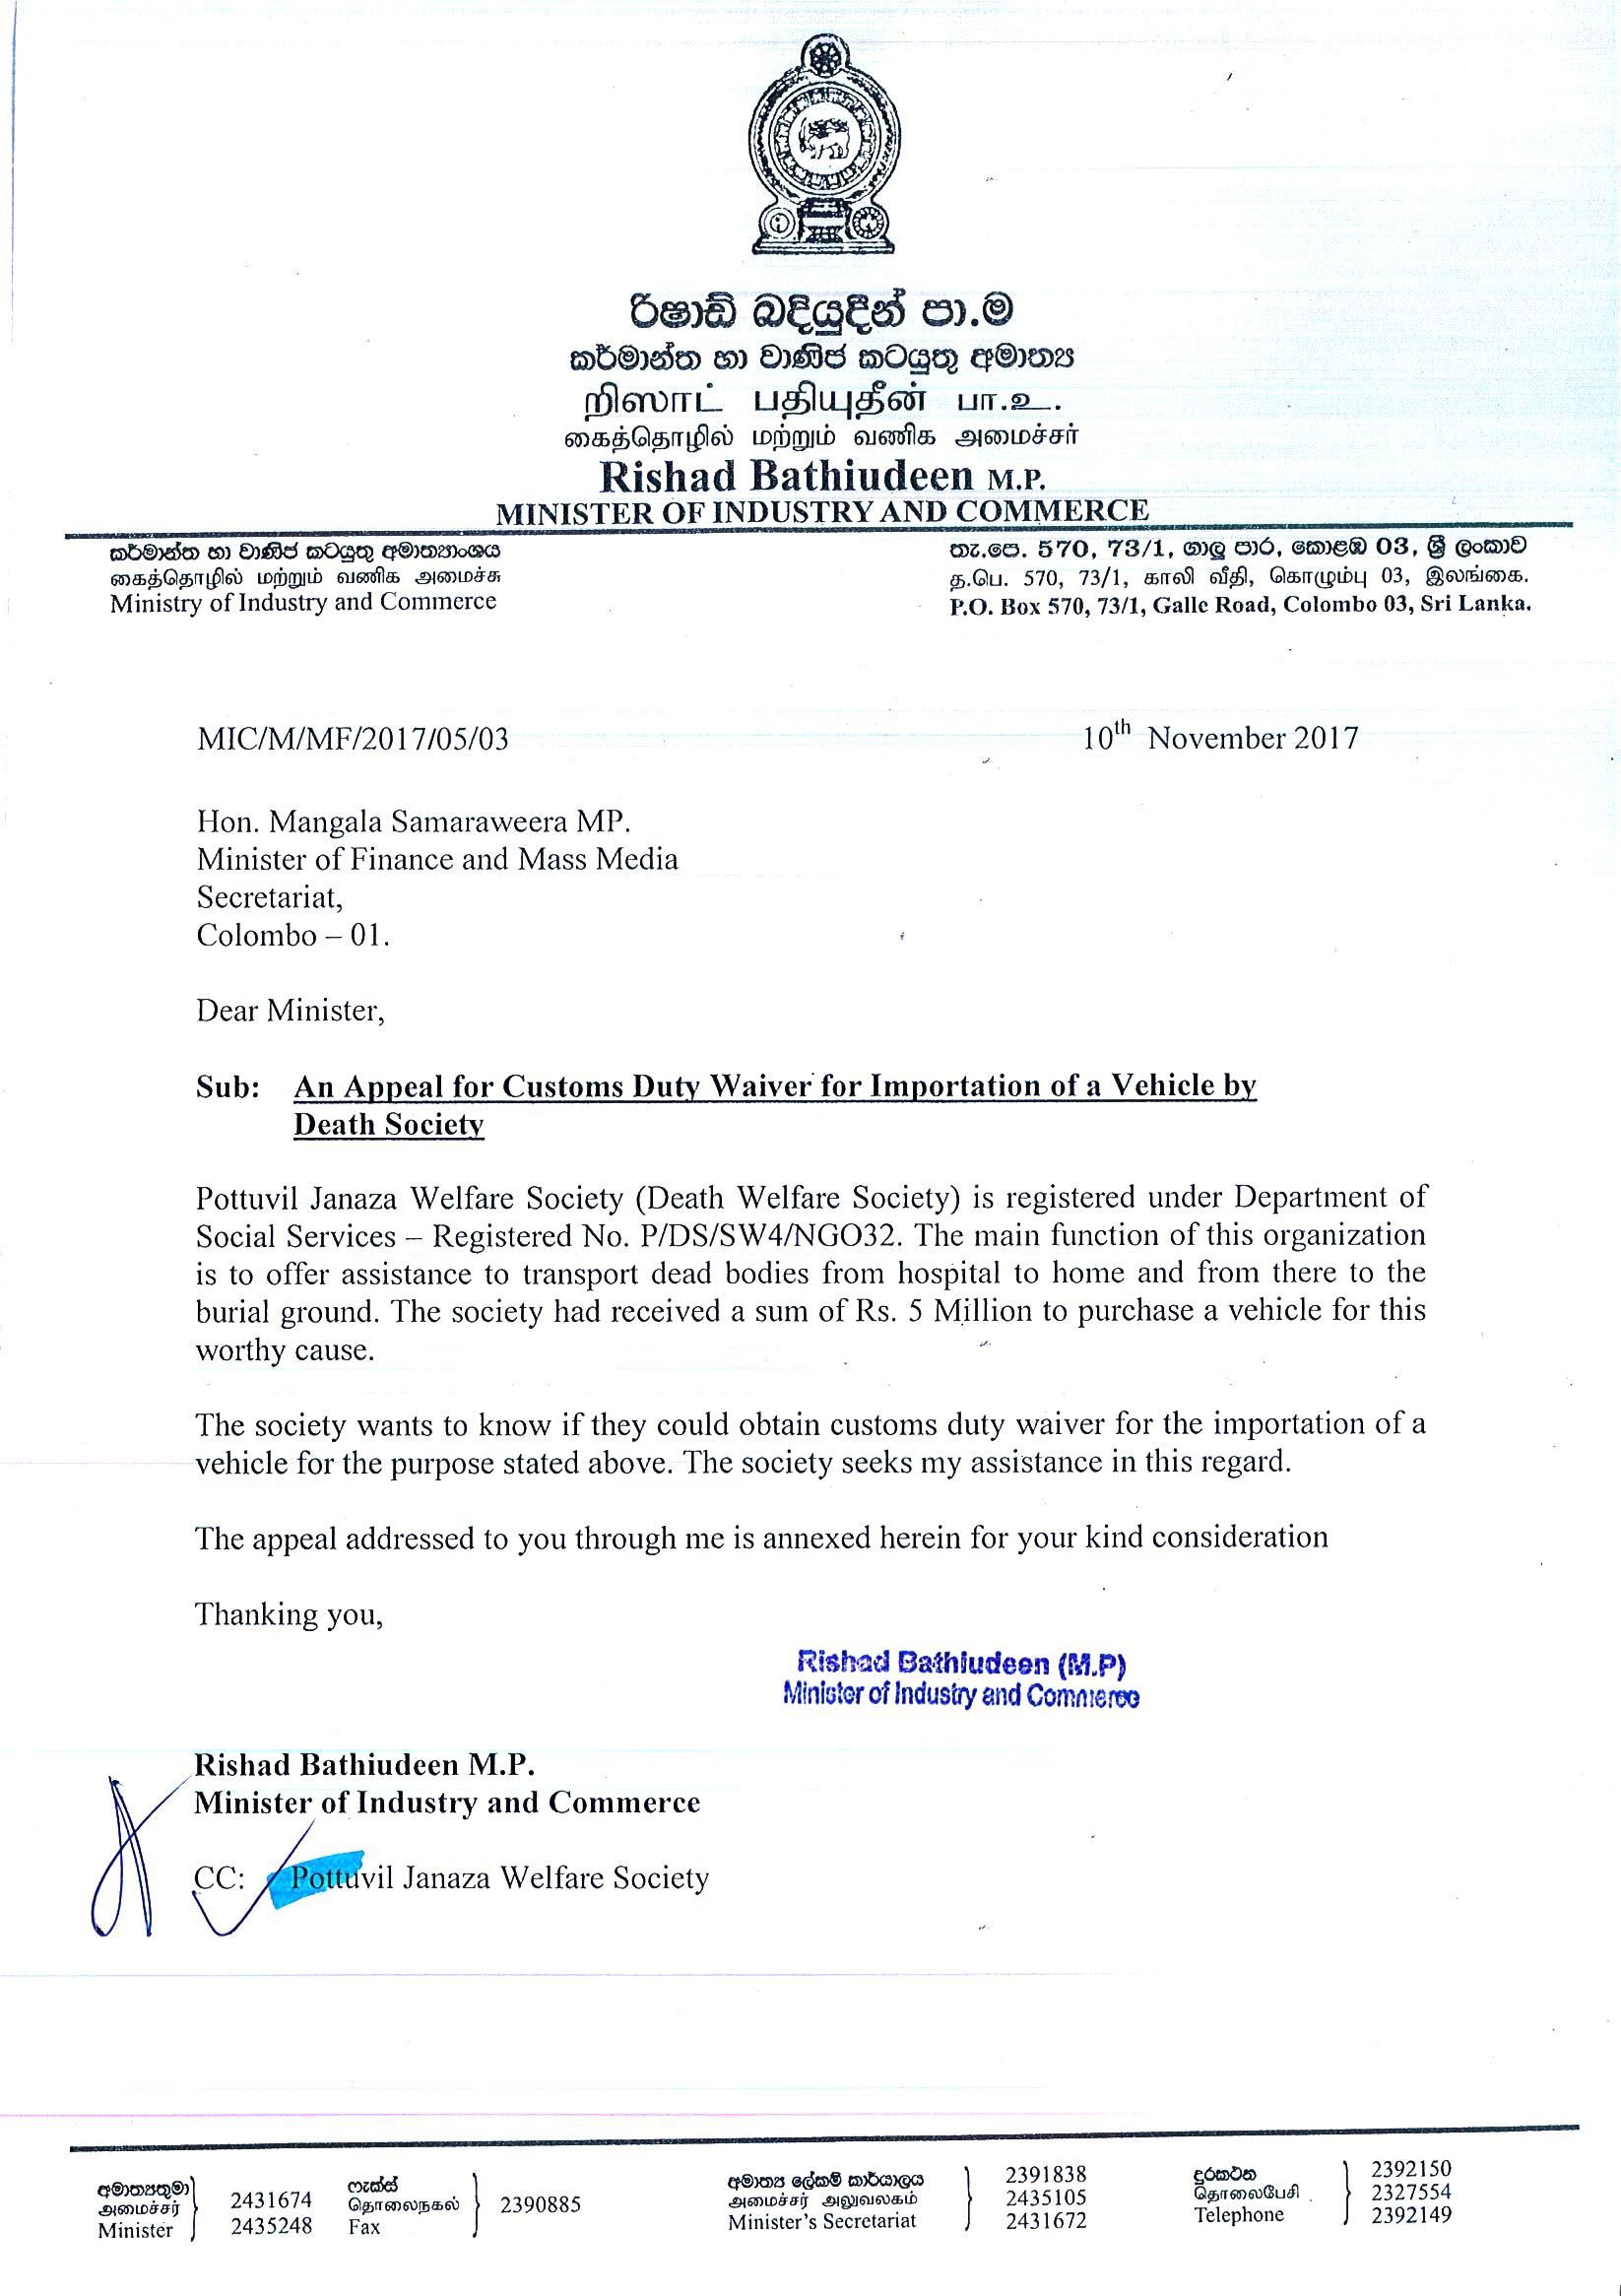 රිෂාඩ් බදියුදීන් පා.ම
කර්මාන්ත හා වාණිජ කටයුතු අමාත්‍ය
றிஸாட் பதியுதீன் பா.உ.
கைத்தொழில் மற்றும் வணிக அமைச்சர்
Rishad Bathiudeen M.P.
MINISTER OF INDUSTRY AND COMMERCE
කර්මාන්ත හා වාණිජ කටයුතු අමාත්‍යාංශය
கைத்தொழில் மற்றும் வணிக அமைச்சு
Ministry of Industry and Commerce
තැ.පෙ. 570, 73/1, ගාලු පාර, කොළඹ 03, ශ්‍රී ලංකාව
த.பெ. 570, 73/1, காலி வீதி, கொழும்பு 03, இலங்கை.
P.O. Box 570, 73/1, Galle Road, Colombo 03, Sri Lanka.
MIC/M/MF/2017/05/03 10th November 2017
Hon. Mangala Samaraweera MP.
Minister of Finance and Mass Media
Secretariat,
Colombo – 01.
Dear Minister,
Sub: An Appeal for Customs Duty Waiver for Importation of a Vehicle by
Death Society
Pottuvil Janaza Welfare Society (Death Welfare Society) is registered under Department of
Social Services – Registered No. P/DS/SW4/NGO32. The main function of this organization
is to offer assistance to transport dead bodies from hospital to home and from there to the
burial ground. The society had received a sum of Rs. 5 Million to purchase a vehicle for this
worthy cause.
The society wants to know if they could obtain customs duty waiver for the importation of a
vehicle for the purpose stated above. The society seeks my assistance in this regard.
The appeal addressed to you through me is annexed herein for your kind consideration
Thanking you,
Rishad Bathiudeen (M.P)
Minister of Industry and Commerce
Rishad Bathiudeen M.P.
Minister of Industry and Commerce
CC: Pottuvil Janaza Welfare Society
අමාත්‍යතුමා
அமைச்சர்
Minister
2431674
2435248
ෆැක්ස්
தொலைநகல்
Fax
2390885
අමාත්‍ය ලේකම් කාර්යාලය
அமைச்சர் அலுவலகம்
Minister's Secretariat
2391838
2435105
2431672
දුරකථන
தொலைபேசி
Telephone
2392150
2327554
2392149